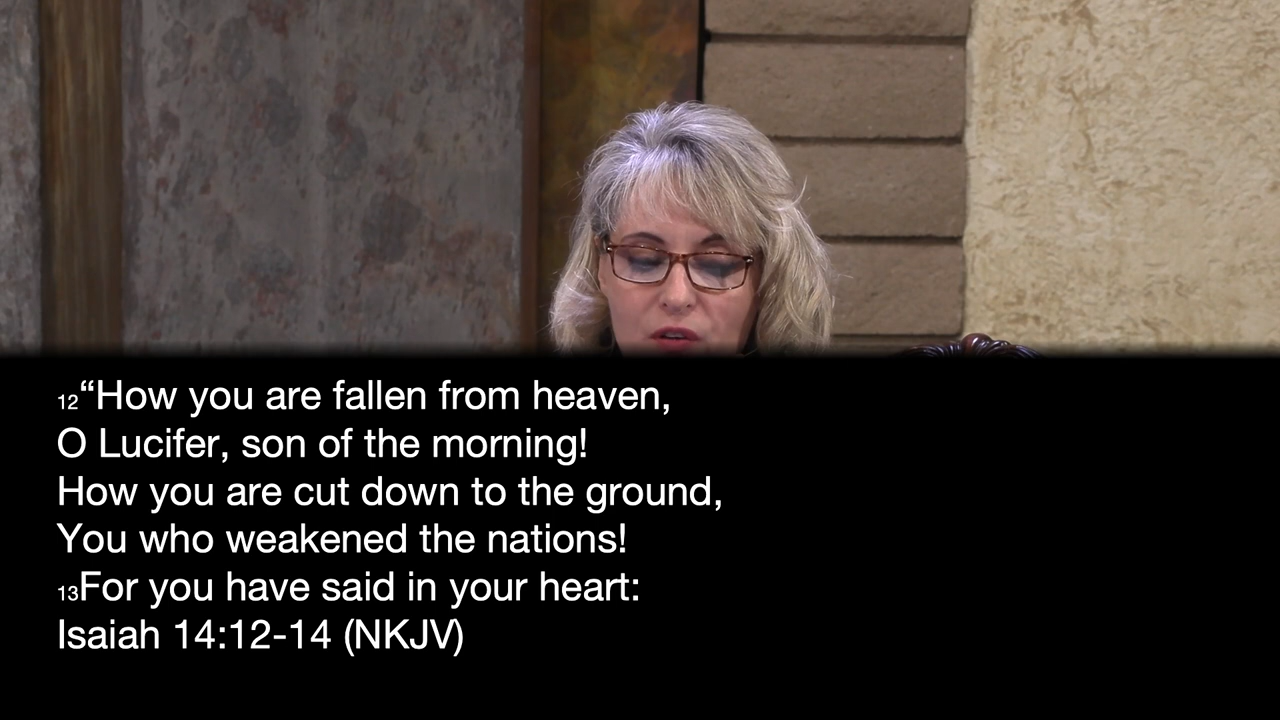 12“How you are fallen from heaven,
O Lucifer, son of the morning!
How you are cut down to the ground,
You who weakened the nations!
13For you have said in your heart:
Isaiah 14:12-14 (NKJV)